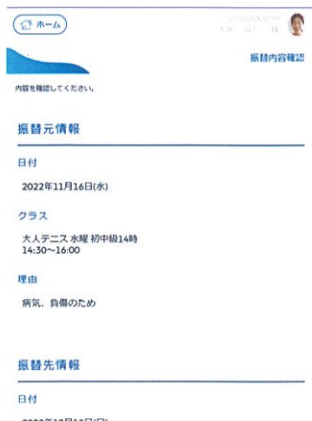 ホーム
振替内容確認
内容を確認してください。
振替元情報
日付
2022年11月16日(水)
クラス
大人テニス 水曜 初中級14時
14:30～16:00
理由
病気、負傷のため
振替先情報
日付